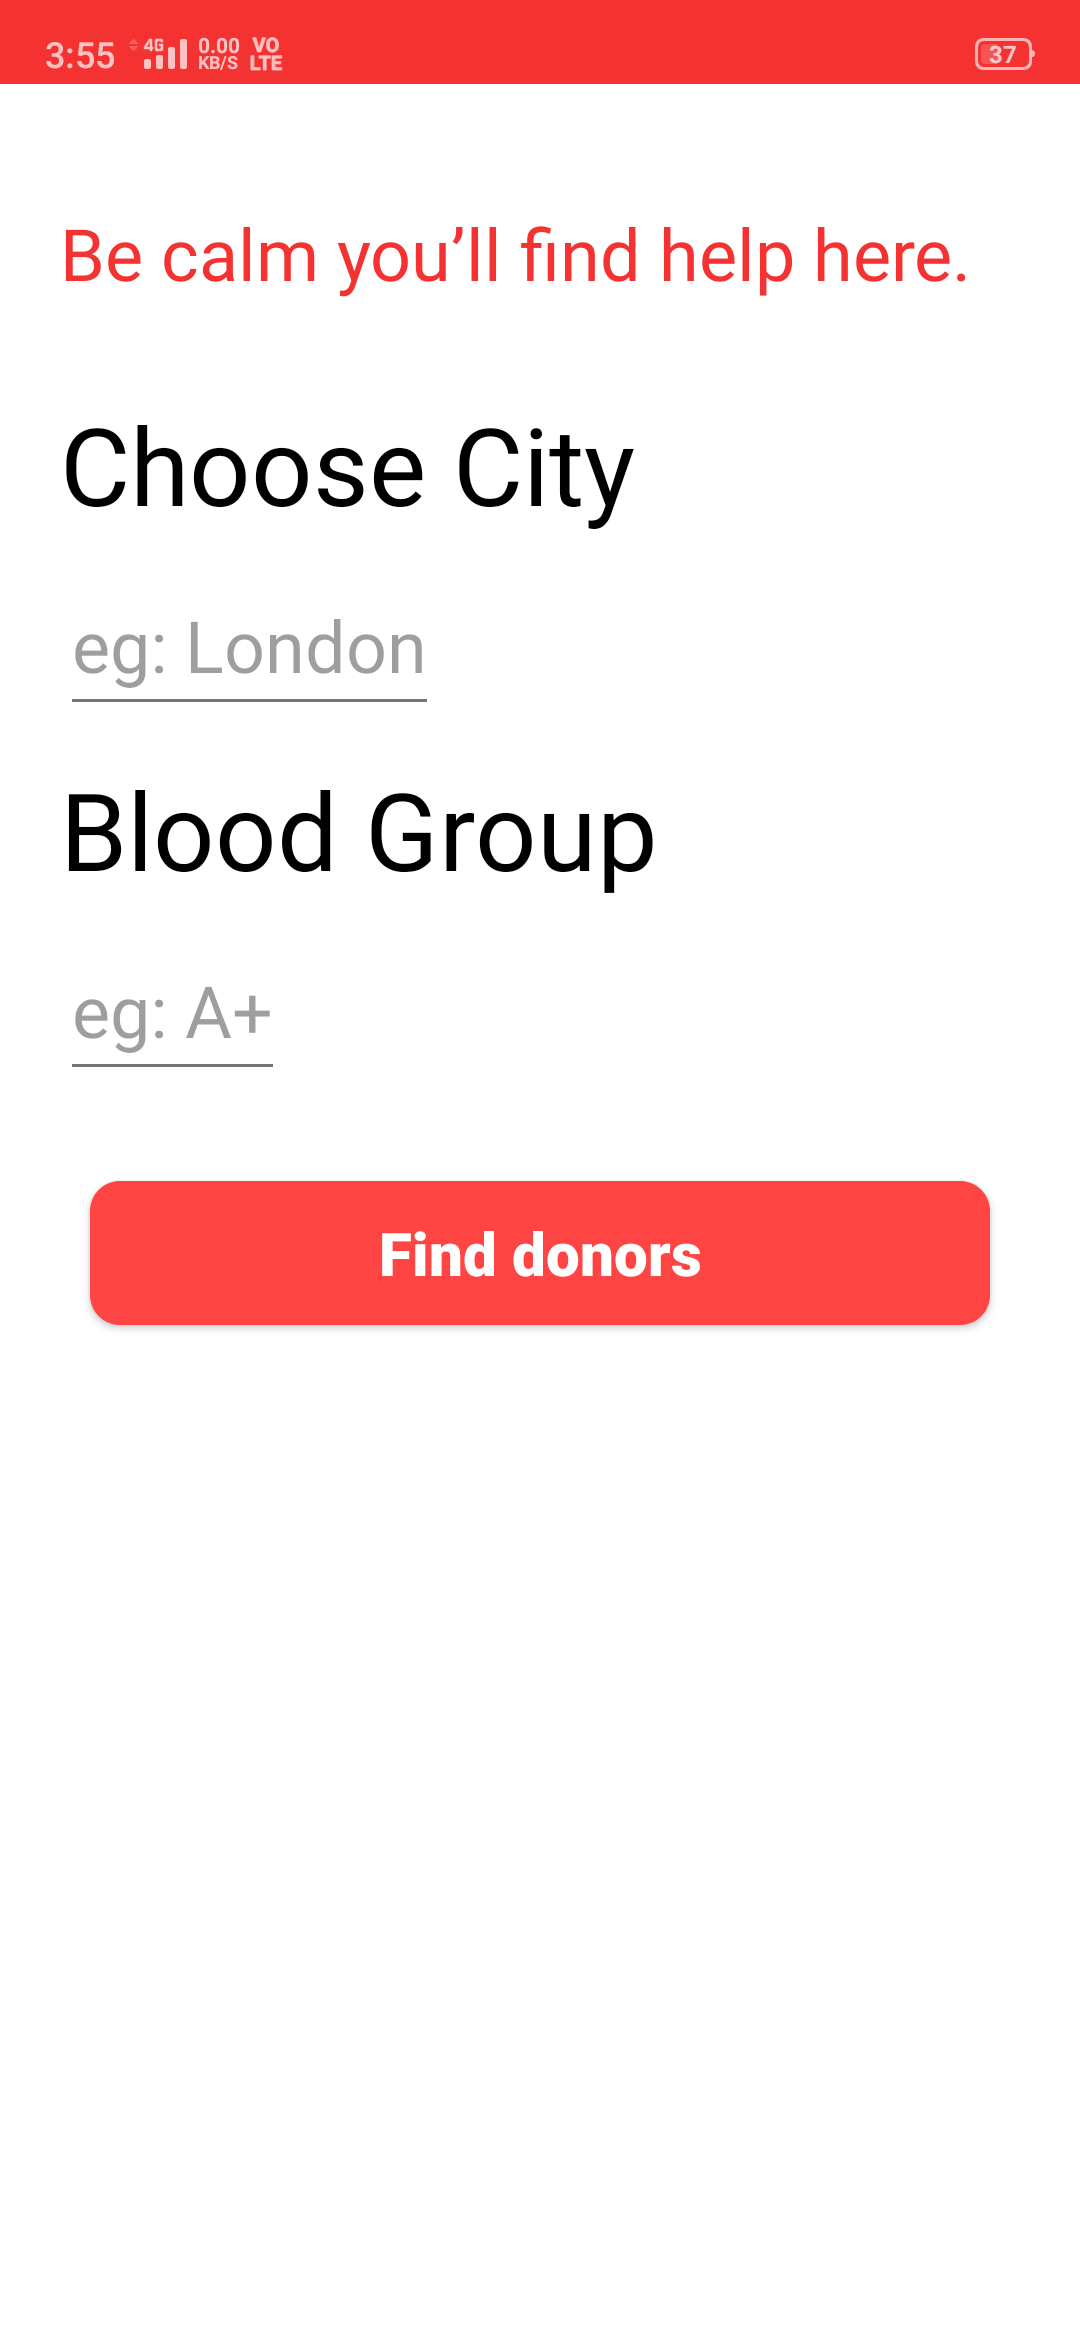 3:55 4G 0.00 KB/S VO LTE 37
Be calm you’ll find help here.
Choose City
eg: London
Blood Group
eg: A+
Find donors